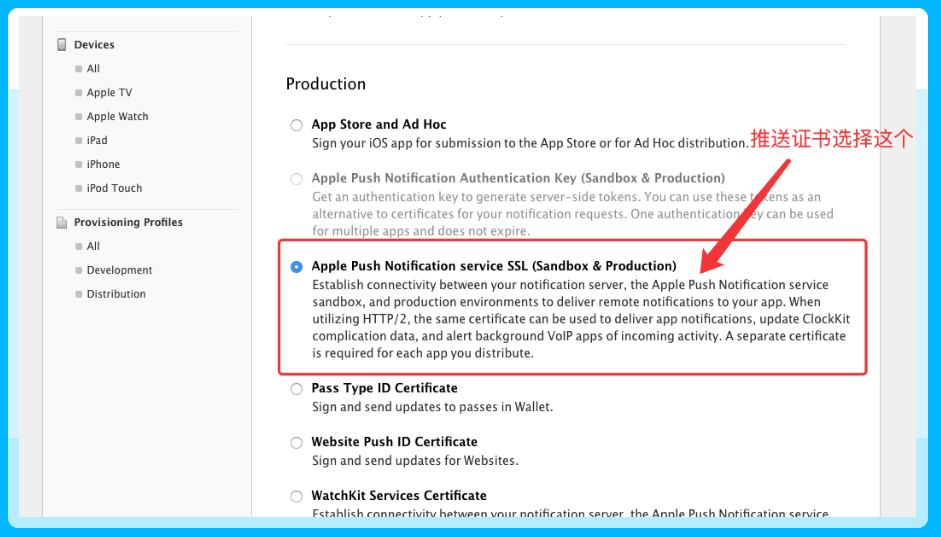 Devices
All
Apple TV
Apple Watch
iPad
iPhone
iPod Touch
Provisioning Profiles
All
Development
Distribution
Production
App Store and Ad Hoc
Sign your iOS app for submission to the App Store or for Ad Hoc distribution.
推送证书选择这个
Apple Push Notification Authentication Key (Sandbox & Production)
Get an authentication key to generate server-side tokens. You can use these tokens as an
alternative to certificates for your notification requests. One authentication key can be used
for multiple apps and does not expire.
Apple Push Notification service SSL (Sandbox & Production)
Establish connectivity between your notification server, the Apple Push Notification service
sandbox, and production environments to deliver remote notifications to your app. When
utilizing HTTP/2, the same certificate can be used to deliver app notifications, update ClockKit
complication data, and alert background VoIP apps of incoming activity. A separate certificate
is required for each app you distribute.
Pass Type ID Certificate
Sign and send updates to passes in Wallet.
Website Push ID Certificate
Sign and send updates for Websites.
WatchKit Services Certificate
Establish connectivity between your notification server, the Apple Push Notification service